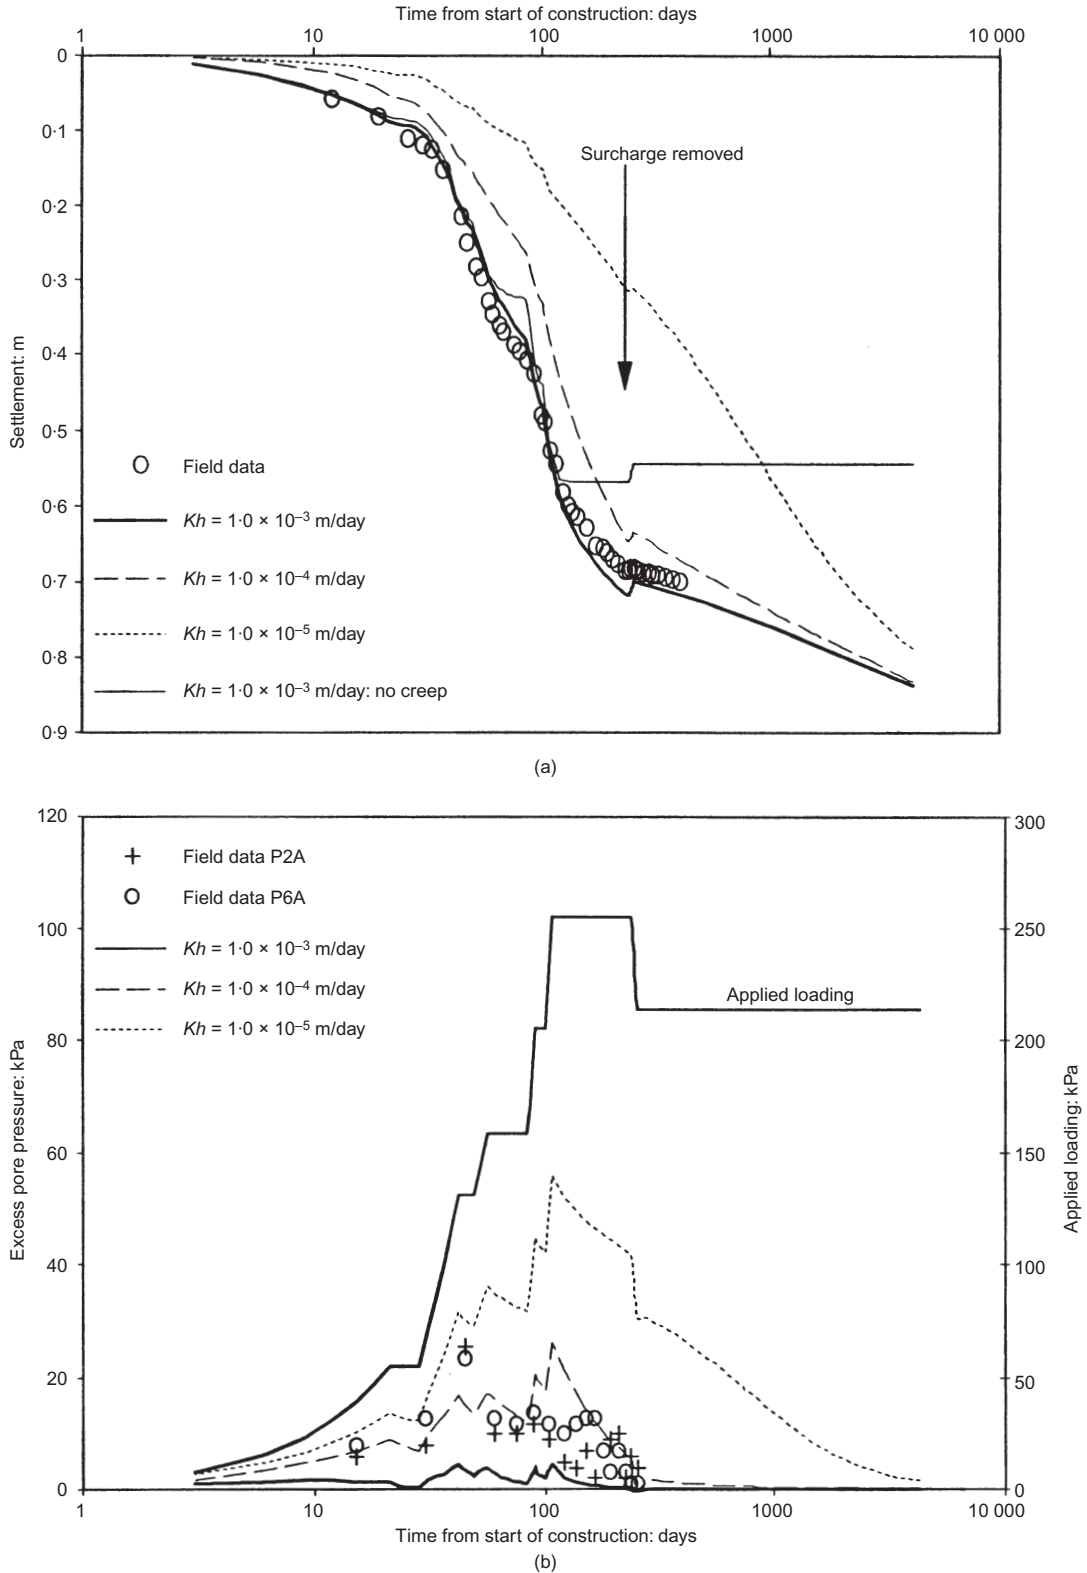 Time from start of construction: days
1 10 100 1000 10 000
0
0·1
0·2
0·3
0·4
0·5
0·6
0·7
0·8
0·9
Settlement: m
Surcharge removed
Field data
Kh = 1·0 × 10⁻³ m/day
Kh = 1·0 × 10⁻⁴ m/day
Kh = 1·0 × 10⁻⁵ m/day
Kh = 1·0 × 10⁻³ m/day: no creep
(a)
120
100
80
60
40
20
0
Excess pore pressure: kPa
Field data P2A
Field data P6A
Kh = 1·0 × 10⁻³ m/day
Kh = 1·0 × 10⁻⁴ m/day
Kh = 1·0 × 10⁻⁵ m/day
Applied loading
300
250
200
150
100
50
0
Applied loading: kPa
1 10 100 1000 10 000
Time from start of construction: days
(b)